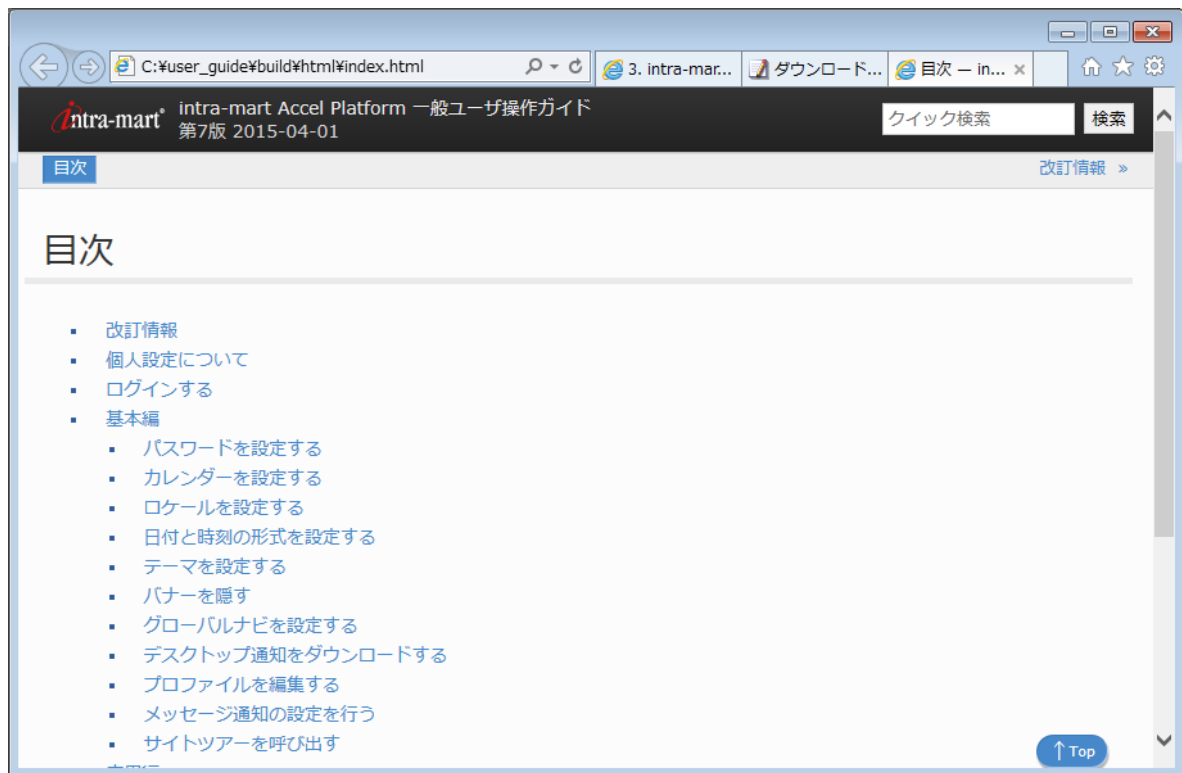 C:¥user_guide¥build¥html¥index.html
3. intra-mar...
ダウンロード...
目次 — in...
intra-mart
intra-mart Accel Platform 一般ユーザ操作ガイド
第7版 2015-04-01
クイック検索
検索
目次
改訂情報 »
目次
改訂情報
個人設定について
ログインする
基本編
パスワードを設定する
カレンダーを設定する
ロケールを設定する
日付と時刻の形式を設定する
テーマを設定する
バナーを隠す
グローバルナビを設定する
デスクトップ通知をダウンロードする
プロファイルを編集する
メッセージ通知の設定を行う
サイトツアーを呼び出す
↑ Top